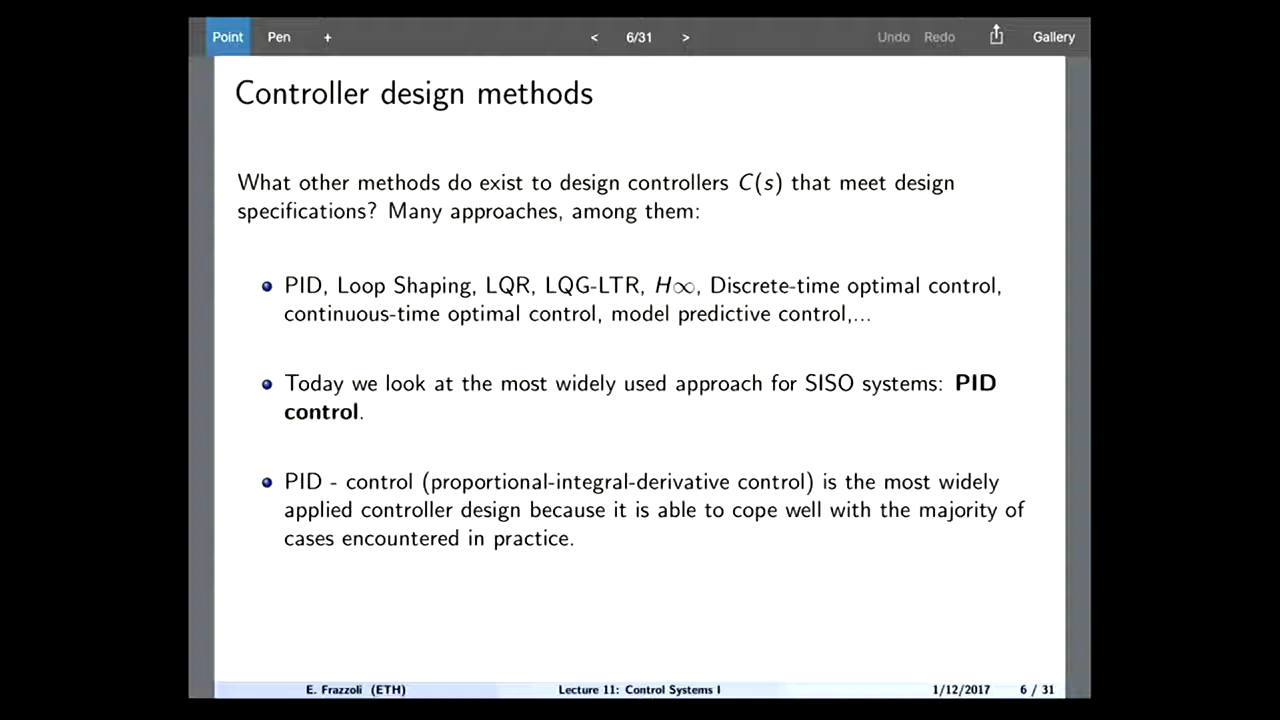 Point Pen + < 6/31 > Undo Redo Gallery
Controller design methods
What other methods do exist to design controllers C(s) that meet design
specifications? Many approaches, among them:
PID, Loop Shaping, LQR, LQG-LTR, H∞, Discrete-time optimal control,
continuous-time optimal control, model predictive control,...
Today we look at the most widely used approach for SISO systems: PID
control.
PID - control (proportional-integral-derivative control) is the most widely
applied controller design because it is able to cope well with the majority of
cases encountered in practice.
E. Frazzoli (ETH) Lecture 11: Control Systems I 1/12/2017 6 / 31